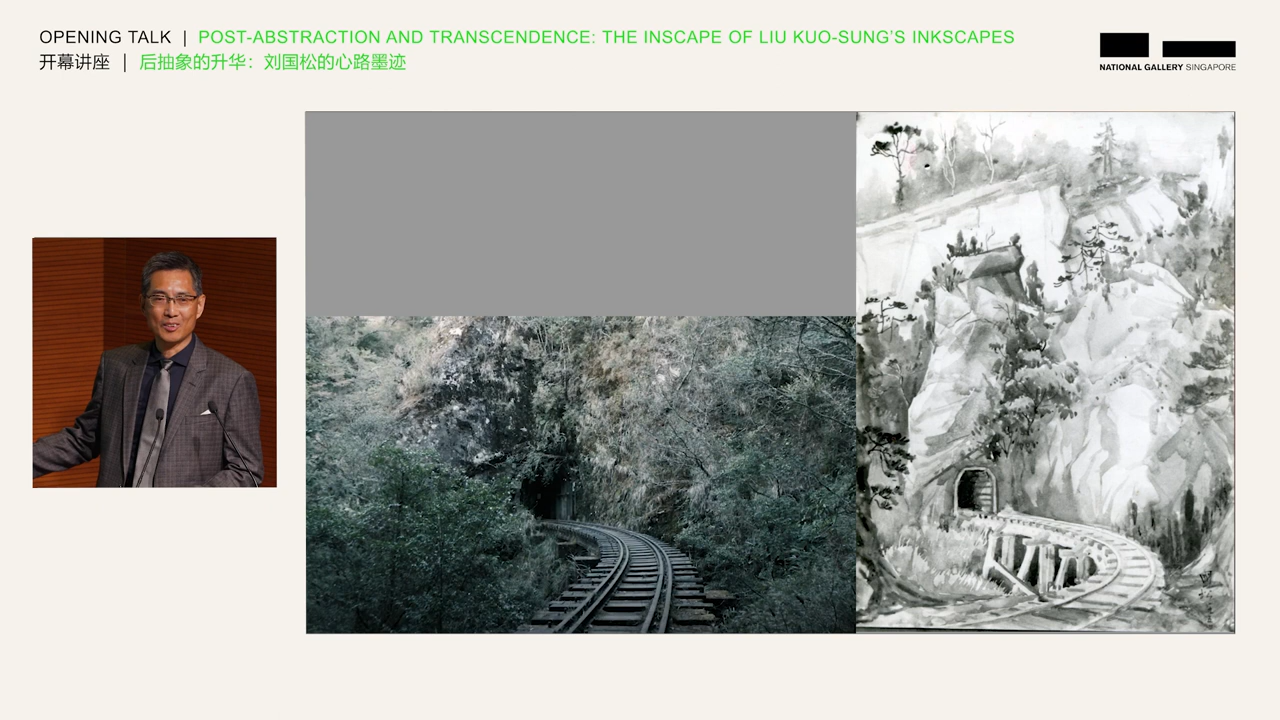 OPENING TALK | POST-ABSTRACTION AND TRANSCENDENCE: THE INSCAPE OF LIU KUO-SUNG'S INKSCAPES
开幕讲座 | 后抽象的升华：刘国松的心路墨迹
NATIONAL GALLERY SINGAPORE